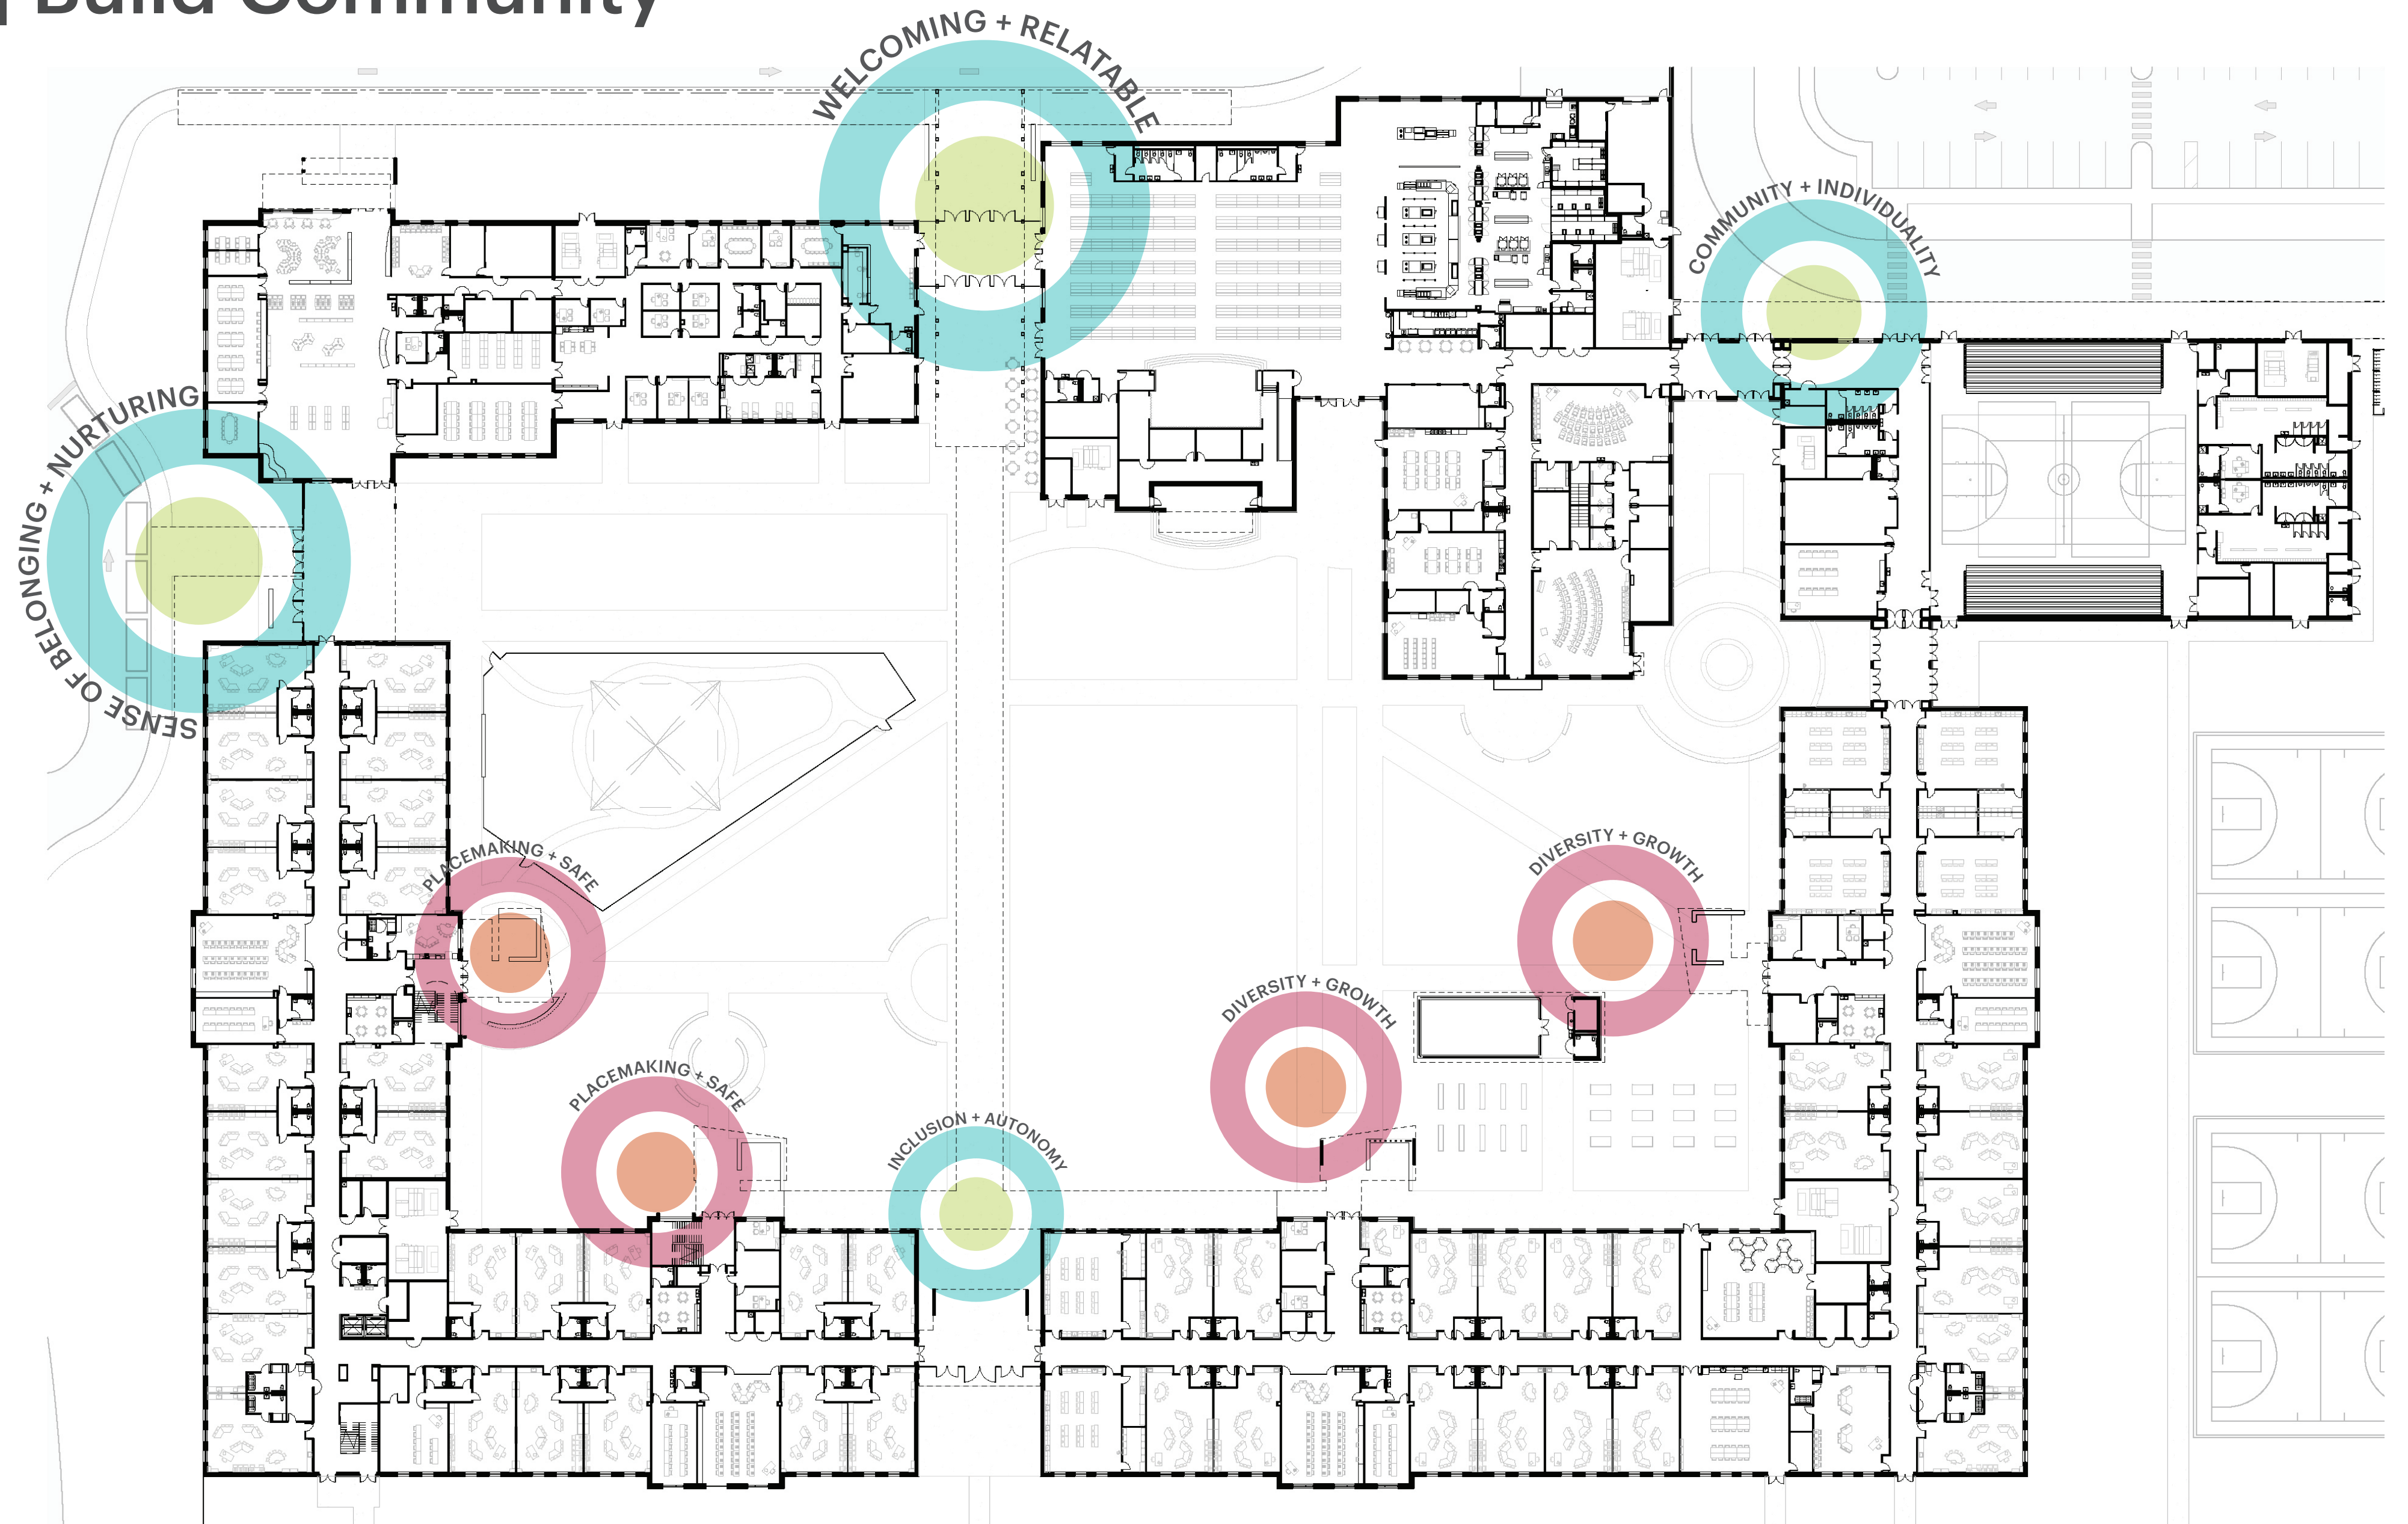 Build Community
WELCOMING + RELATABLE
COMMUNITY + INDIVIDUALITY
SENSE OF BELONGING + NURTURING
PLACEMAKING + SAFE
DIVERSITY + GROWTH
DIVERSITY + GROWTH
PLACEMAKING + SAFE
INCLUSION + AUTONOMY